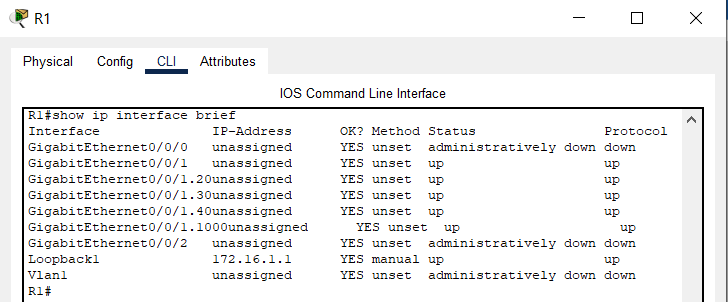 R1
Physical Config CLI Attributes
IOS Command Line Interface
R1#show ip interface brief
Interface IP-Address OK? Method Status Protocol
GigabitEthernet0/0/0 unassigned YES unset administratively down down
GigabitEthernet0/0/1 unassigned YES unset up up
GigabitEthernet0/0/1.20unassigned YES unset up up
GigabitEthernet0/0/1.30unassigned YES unset up up
GigabitEthernet0/0/1.40unassigned YES unset up up
GigabitEthernet0/0/1.1000unassigned YES unset up up
GigabitEthernet0/0/2 unassigned YES unset administratively down down
Loopback1 172.16.1.1 YES manual up up
Vlan1 unassigned YES unset administratively down down
R1#